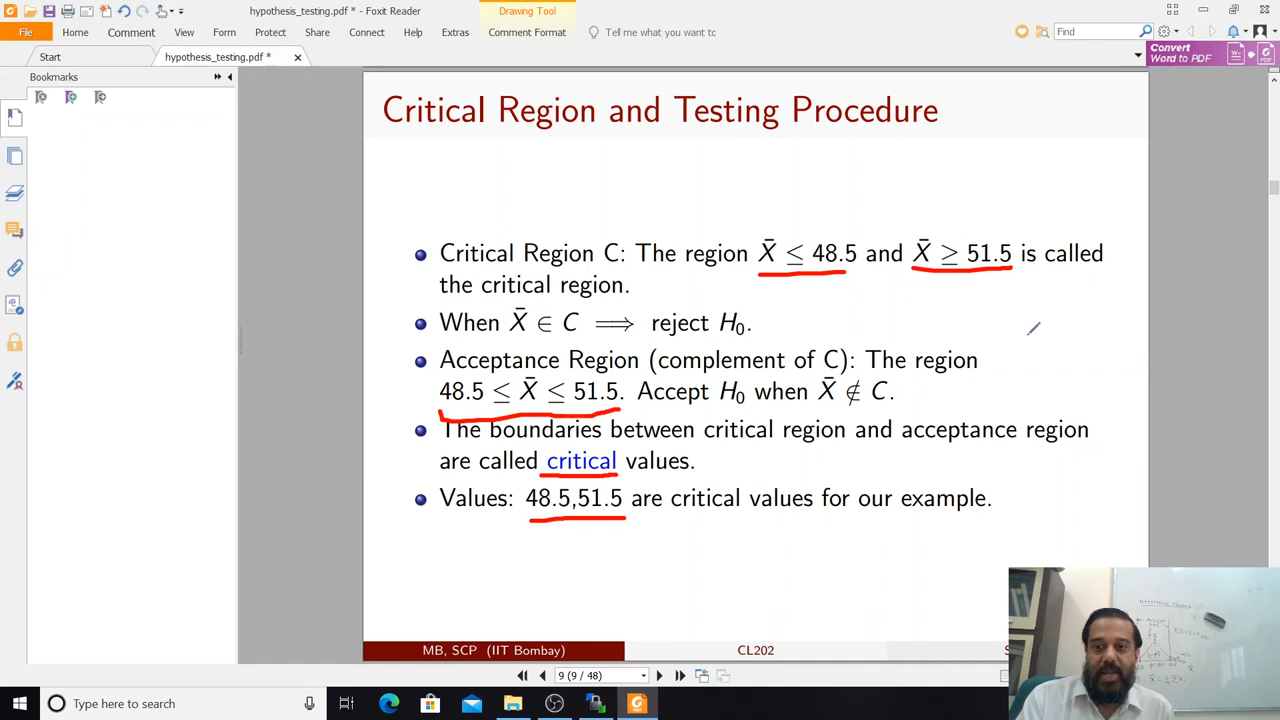 hypothesis_testing.pdf * - Foxit Reader
Drawing Tool
File
Home
Comment
View
Form
Protect
Share
Connect
Help
Extras
Comment Format
Tell me what you want to
Find
Start
hypothesis_testing.pdf *
Convert
Word to PDF
Bookmarks
Critical Region and Testing Procedure
Critical Region C: The region X̄ ≤ 48.5 and X̄ ≥ 51.5 is called
the critical region.
When X̄ ∈ C ⟹ reject H₀.
Acceptance Region (complement of C): The region
48.5 ≤ X̄ ≤ 51.5. Accept H₀ when X̄ ∉ C.
The boundaries between critical region and acceptance region
are called critical values.
Values: 48.5,51.5 are critical values for our example.
MB, SCP (IIT Bombay)
CL202
9 (9 / 48)
Type here to search